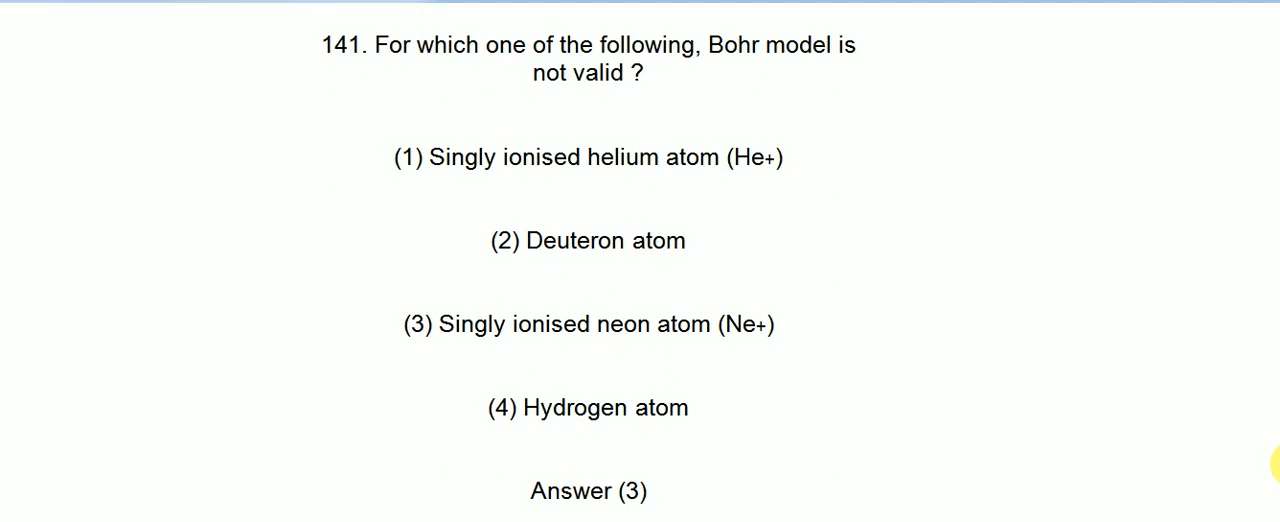 141. For which one of the following, Bohr model is
not valid ?
(1) Singly ionised helium atom (He+)
(2) Deuteron atom
(3) Singly ionised neon atom (Ne+)
(4) Hydrogen atom
Answer (3)